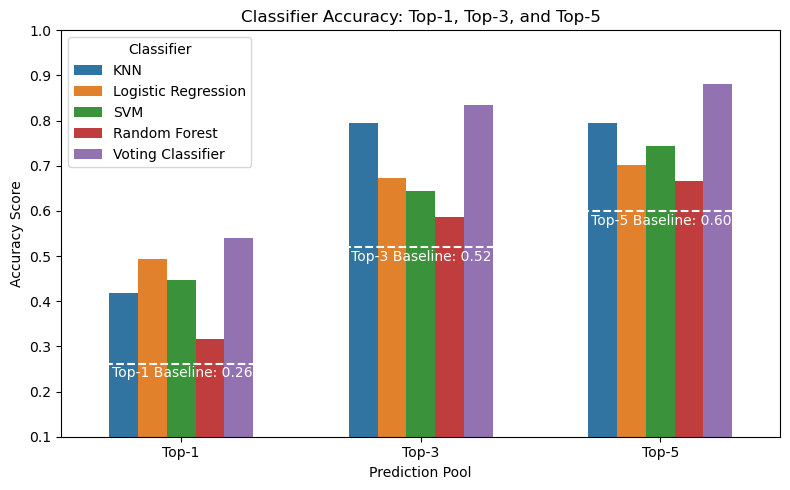 Classifier Accuracy: Top-1, Top-3, and Top-5
Accuracy Score
1.0
0.9
0.8
0.7
0.6
0.5
0.4
0.3
0.2
0.1
Classifier
KNN
Logistic Regression
SVM
Random Forest
Voting Classifier
Top-1 Baseline: 0.26
Top-3 Baseline: 0.52
Top-5 Baseline: 0.60
Top-1
Top-3
Top-5
Prediction Pool